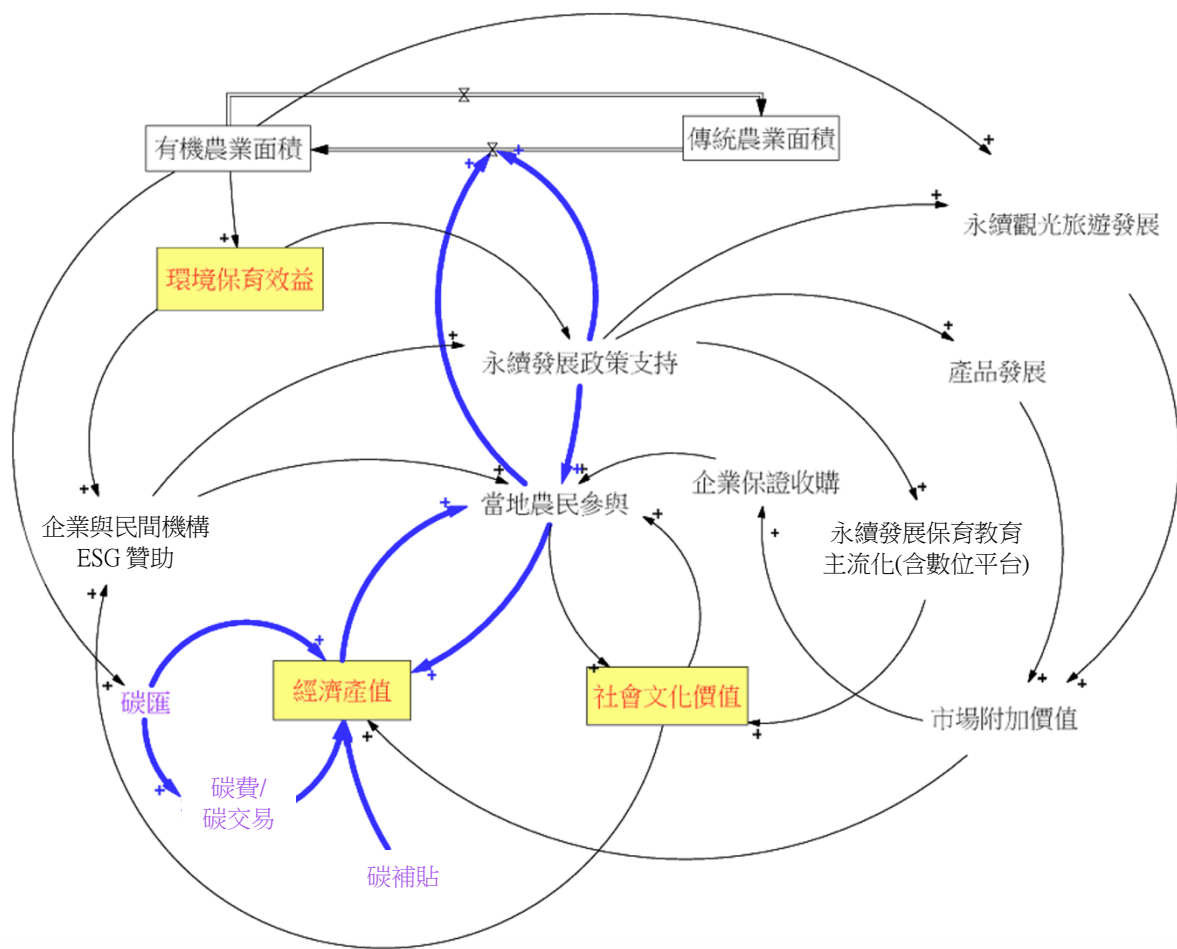 有機農業面積
傳統農業面積
永續觀光旅遊發展
環境保育效益
永續發展政策支持
產品發展
企業保證收購
當地農民參與
企業與民間機構
ESG 贊助
永續發展保育教育
主流化(含數位平台)
碳匯
經濟產值
社會文化價值
市場附加價值
碳費/
碳交易
碳補貼